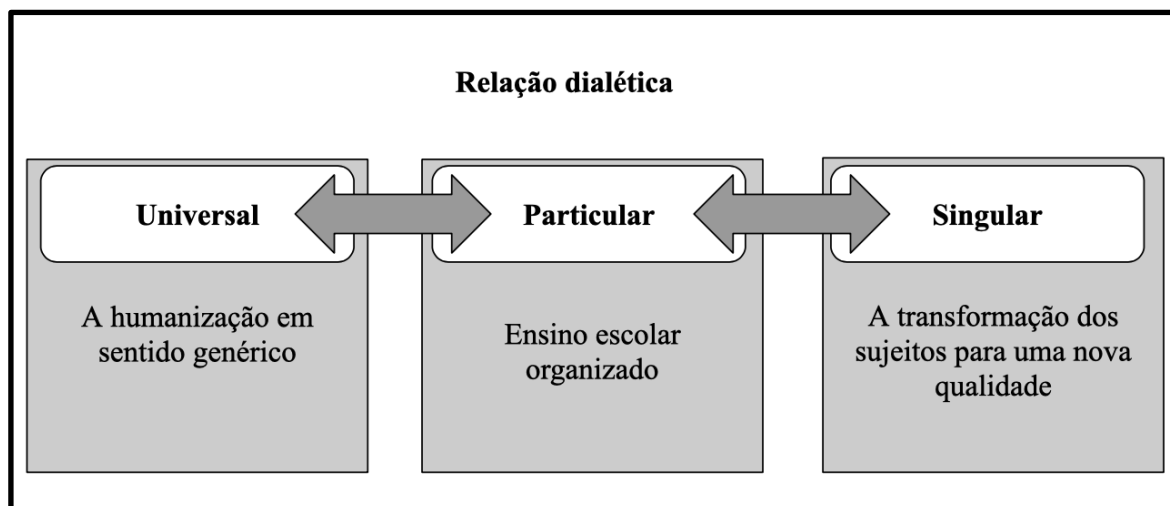 Relação dialética
Universal
A humanização em
sentido genérico
Particular
Ensino escolar
organizado
Singular
A transformação dos
sujeitos para uma nova
qualidade